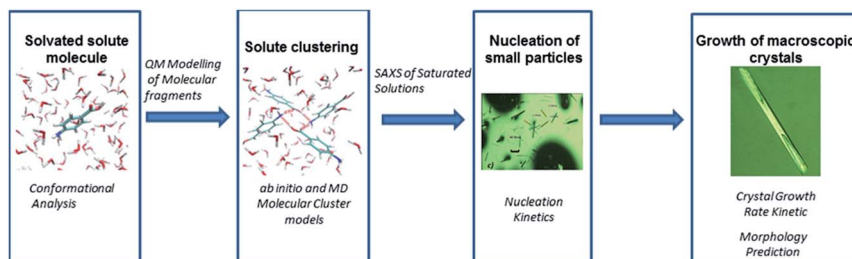 Solvated solute
molecule
Conformational
Analysis
QM Modelling
of Molecular
fragments
Solute clustering
ab initio and MD
Molecular Cluster
models
SAXS of Saturated
Solutions
Nucleation of
small particles
c)
Nucleation
Kinetics
Growth of macroscopic
crystals
Crystal Growth
Rate Kinetic
Morphology
Prediction